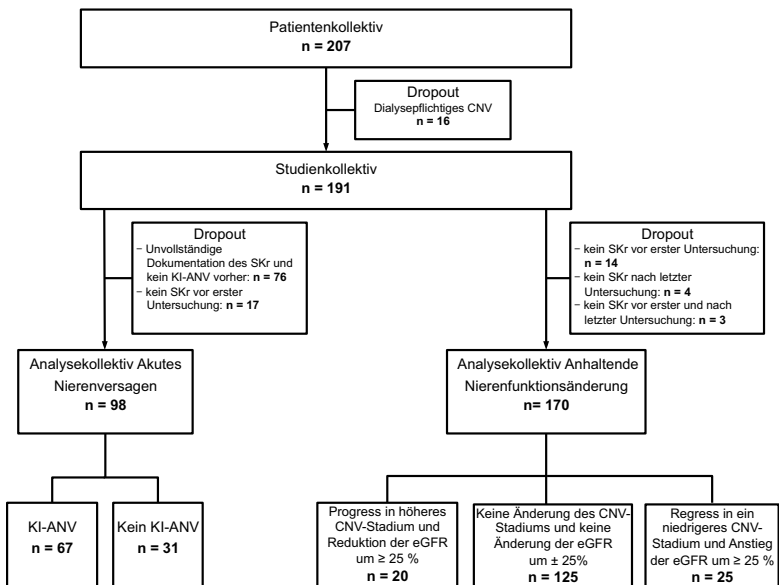 Patientenkollektiv
n = 207
Dropout
Dialysepflichtiges CNV
n = 16
Studienkollektiv
n = 191
Dropout
− Unvollständige
Dokumentation des SKr und
kein KI-ANV vorher: n = 76
− kein SKr vor erster
Untersuchung: n = 17
Dropout
− kein SKr vor erster Untersuchung:
n = 14
− kein SKr nach letzter
Untersuchung: n = 4
− kein SKr vor erster und nach
letzter Untersuchung: n = 3
Analysekollektiv Akutes
Nierenversagen
n = 98
Analysekollektiv Anhaltende
Nierenfunktionsänderung
n= 170
KI-ANV
n = 67
Kein KI-ANV
n = 31
Progress in höheres
CNV-Stadium und
Reduktion der eGFR
um ≥ 25 %
n = 20
Keine Änderung des CNV-
Stadiums und keine
Änderung der eGFR
um ± 25%
n = 125
Regress in ein
niedrigeres CNV-
Stadium und Anstieg
der eGFR um ≥ 25 %
n = 25